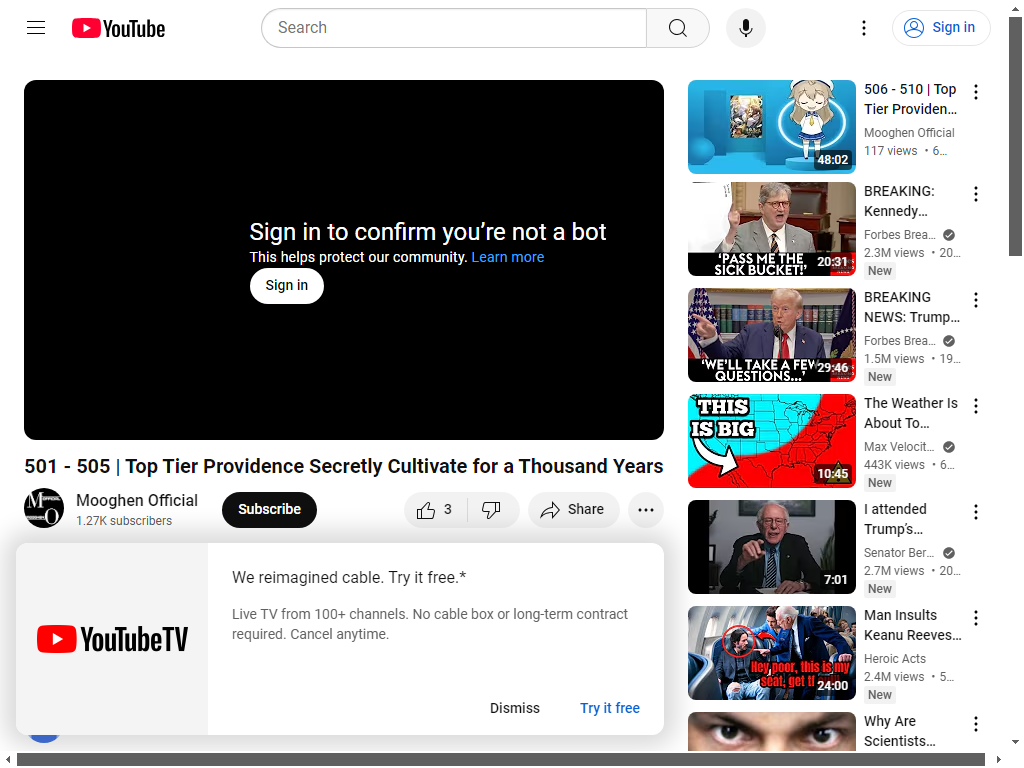 YouTube
Search
Sign in
Sign in to confirm you’re not a bot
This helps protect our community. Learn more
Sign in
501 - 505 | Top Tier Providence Secretly Cultivate for a Thousand Years
Mooghen Official
1.27K subscribers
Subscribe
3
Share
YouTubeTV
We reimagined cable. Try it free.*
Live TV from 100+ channels. No cable box or long-term contract
required. Cancel anytime.
Dismiss
Try it free
48:02
506 - 510 | Top
Tier Providen…
Mooghen Official
117 views • 6…
‘PASS ME THE
SICK BUCKET!’
20:31
BREAKING:
Kennedy…
Forbes Brea…
2.3M views • 20…
New
‘WE’LL TAKE A FEW
QUESTIONS…’
29:46
BREAKING
NEWS: Trump…
Forbes Brea…
1.5M views • 19…
New
THIS
IS BIG
10:45
The Weather Is
About To…
Max Velocit…
443K views • 6…
New
7:01
I attended
Trump’s…
Senator Ber…
2.7M views • 20…
New
Hey poor, this is my
seat, get
24:00
Man Insults
Keanu Reeves…
Heroic Acts
2.4M views • 5…
New
Why Are
Scientists…